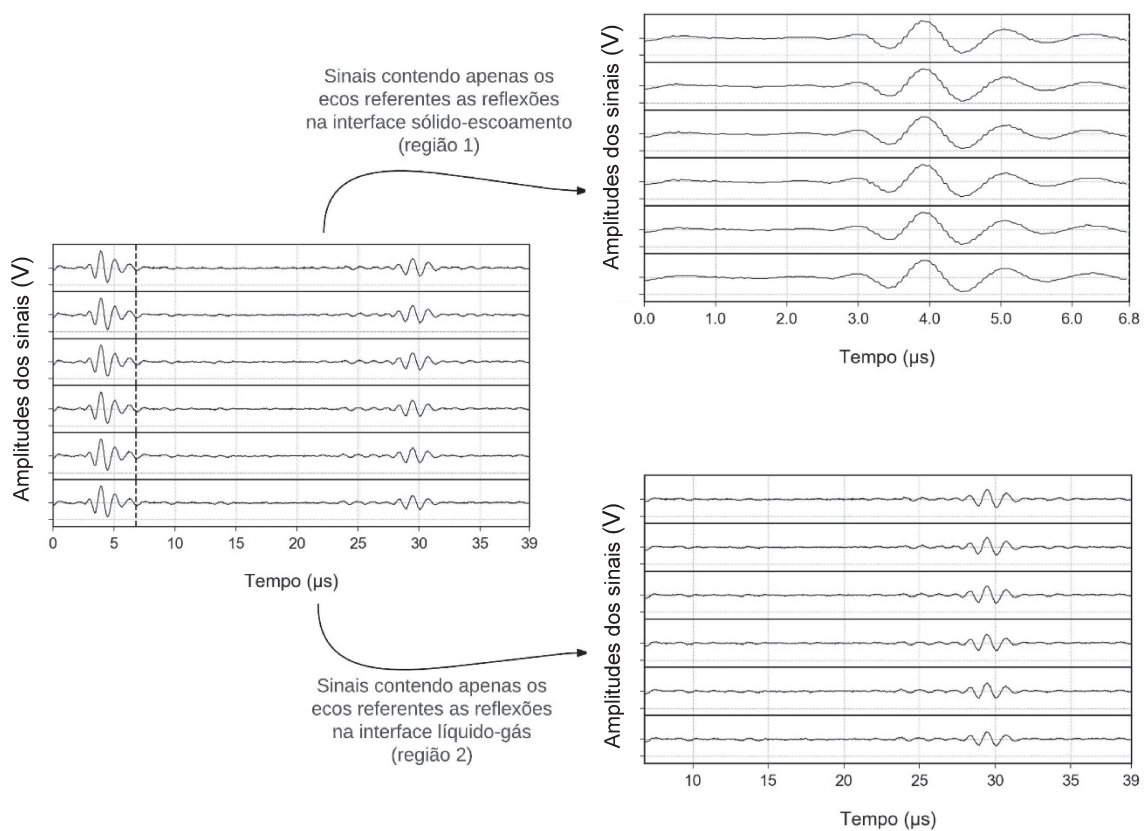 Amplitudes dos sinais (V)
0.0 1.0 2.0 3.0 4.0 5.0 6.0 6.8
Tempo (µs)
Sinais contendo apenas os
ecos referentes as reflexões
na interface sólido-escoamento
(região 1)
Amplitudes dos sinais (V)
0 5 10 15 20 25 30 35 39
Tempo (µs)
Sinais contendo apenas os
ecos referentes as reflexões
na interface líquido-gás
(região 2)
Amplitudes dos sinais (V)
10 15 20 25 30 35 39
Tempo (µs)